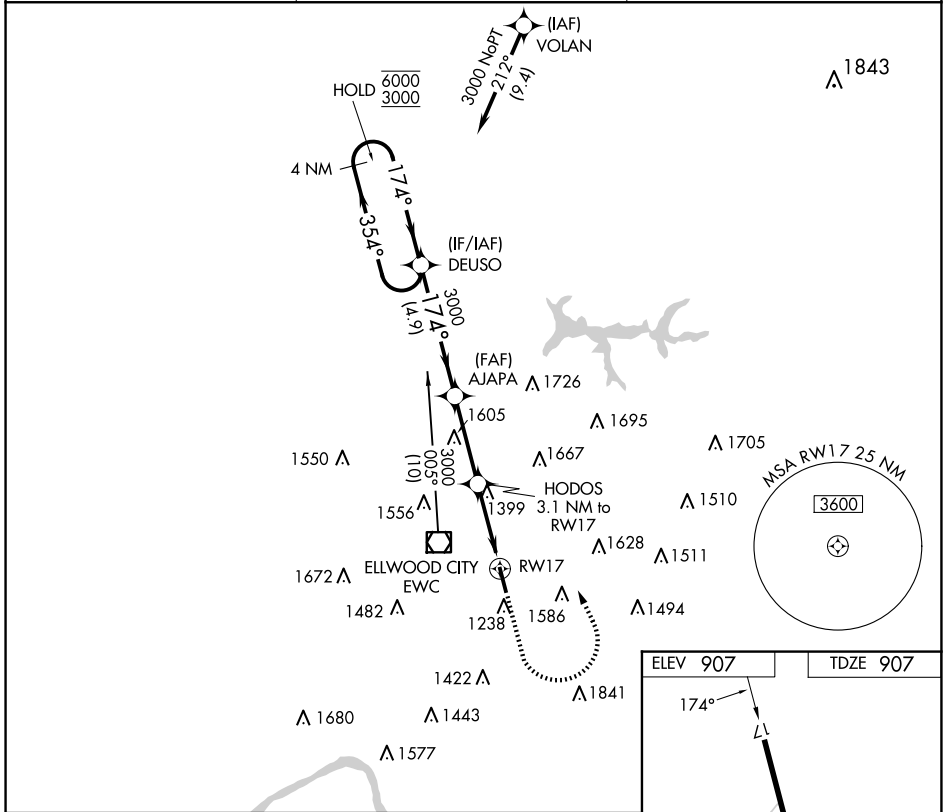 (IAF)
VOLAN
3000 NoPT
212°
(9.4)
1843
HOLD
6000
3000
4 NM
174°
354°
(IF/IAF)
DEUSO
3000
174°
(4.9)
(FAF)
AJAPA
1726
1605
1695
1705
1550
3000
005°
(10)
1667
MSA RW17 25 NM
3600
1556
1399
HODOS
3.1 NM to
RW17
1510
1628
1511
ELLWOOD CITY
EWC
RW17
1672
1482
1238
1586
1494
1422
1841
1680
1443
1577
ELEV 907
TDZE 907
174°
17